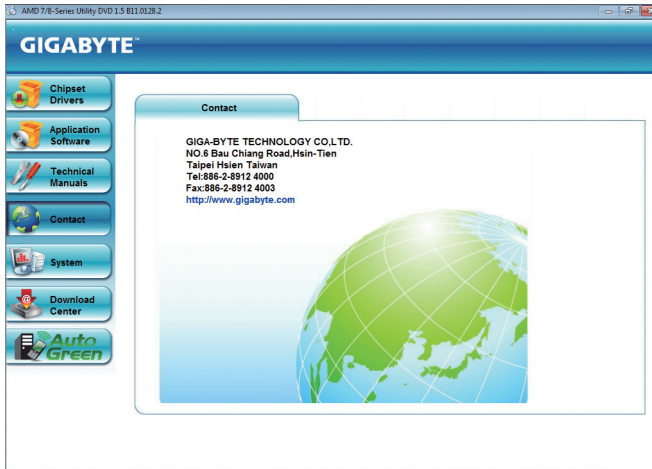 AMD 7/8-Series Utility DVD 1.5 B11.0128.2
GIGABYTE™
Chipset
Drivers
Application
Software
Technical
Manuals
Contact
System
Download
Center
Auto
Green
Contact
GIGA-BYTE TECHNOLOGY CO,LTD.
NO.6 Bau Chiang Road,Hsin-Tien
Taipei Hsien Taiwan
Tel:886-2-8912 4000
Fax:886-2-8912 4003
http://www.gigabyte.com